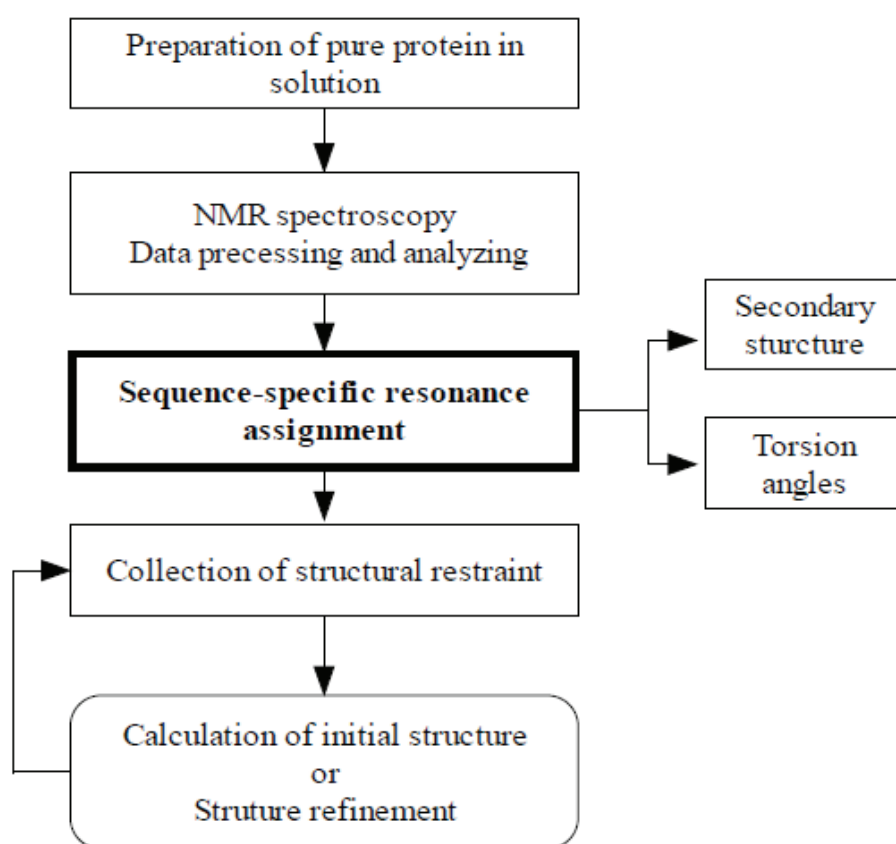 Preparation of pure protein in
solution
NMR spectroscopy
Data precessing and analyzing
Sequence-specific resonance
assignment
Secondary
sturcture
Torsion
angles
Collection of structural restraint
Calculation of initial structure
or
Struture refinement